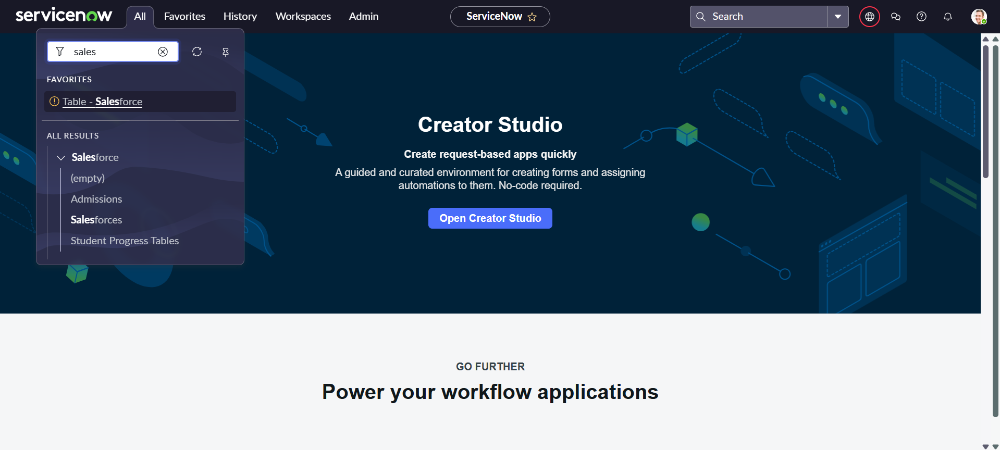 servicenow All Favorites History Workspaces Admin ServiceNow Search
sales
FAVORITES
Table - Salesforce
ALL RESULTS
Salesforce
(empty)
Admissions
Salesforces
Student Progress Tables
Creator Studio
Create request-based apps quickly
A guided and curated environment for creating forms and assigning
automations to them. No-code required.
Open Creator Studio
GO FURTHER
Power your workflow applications